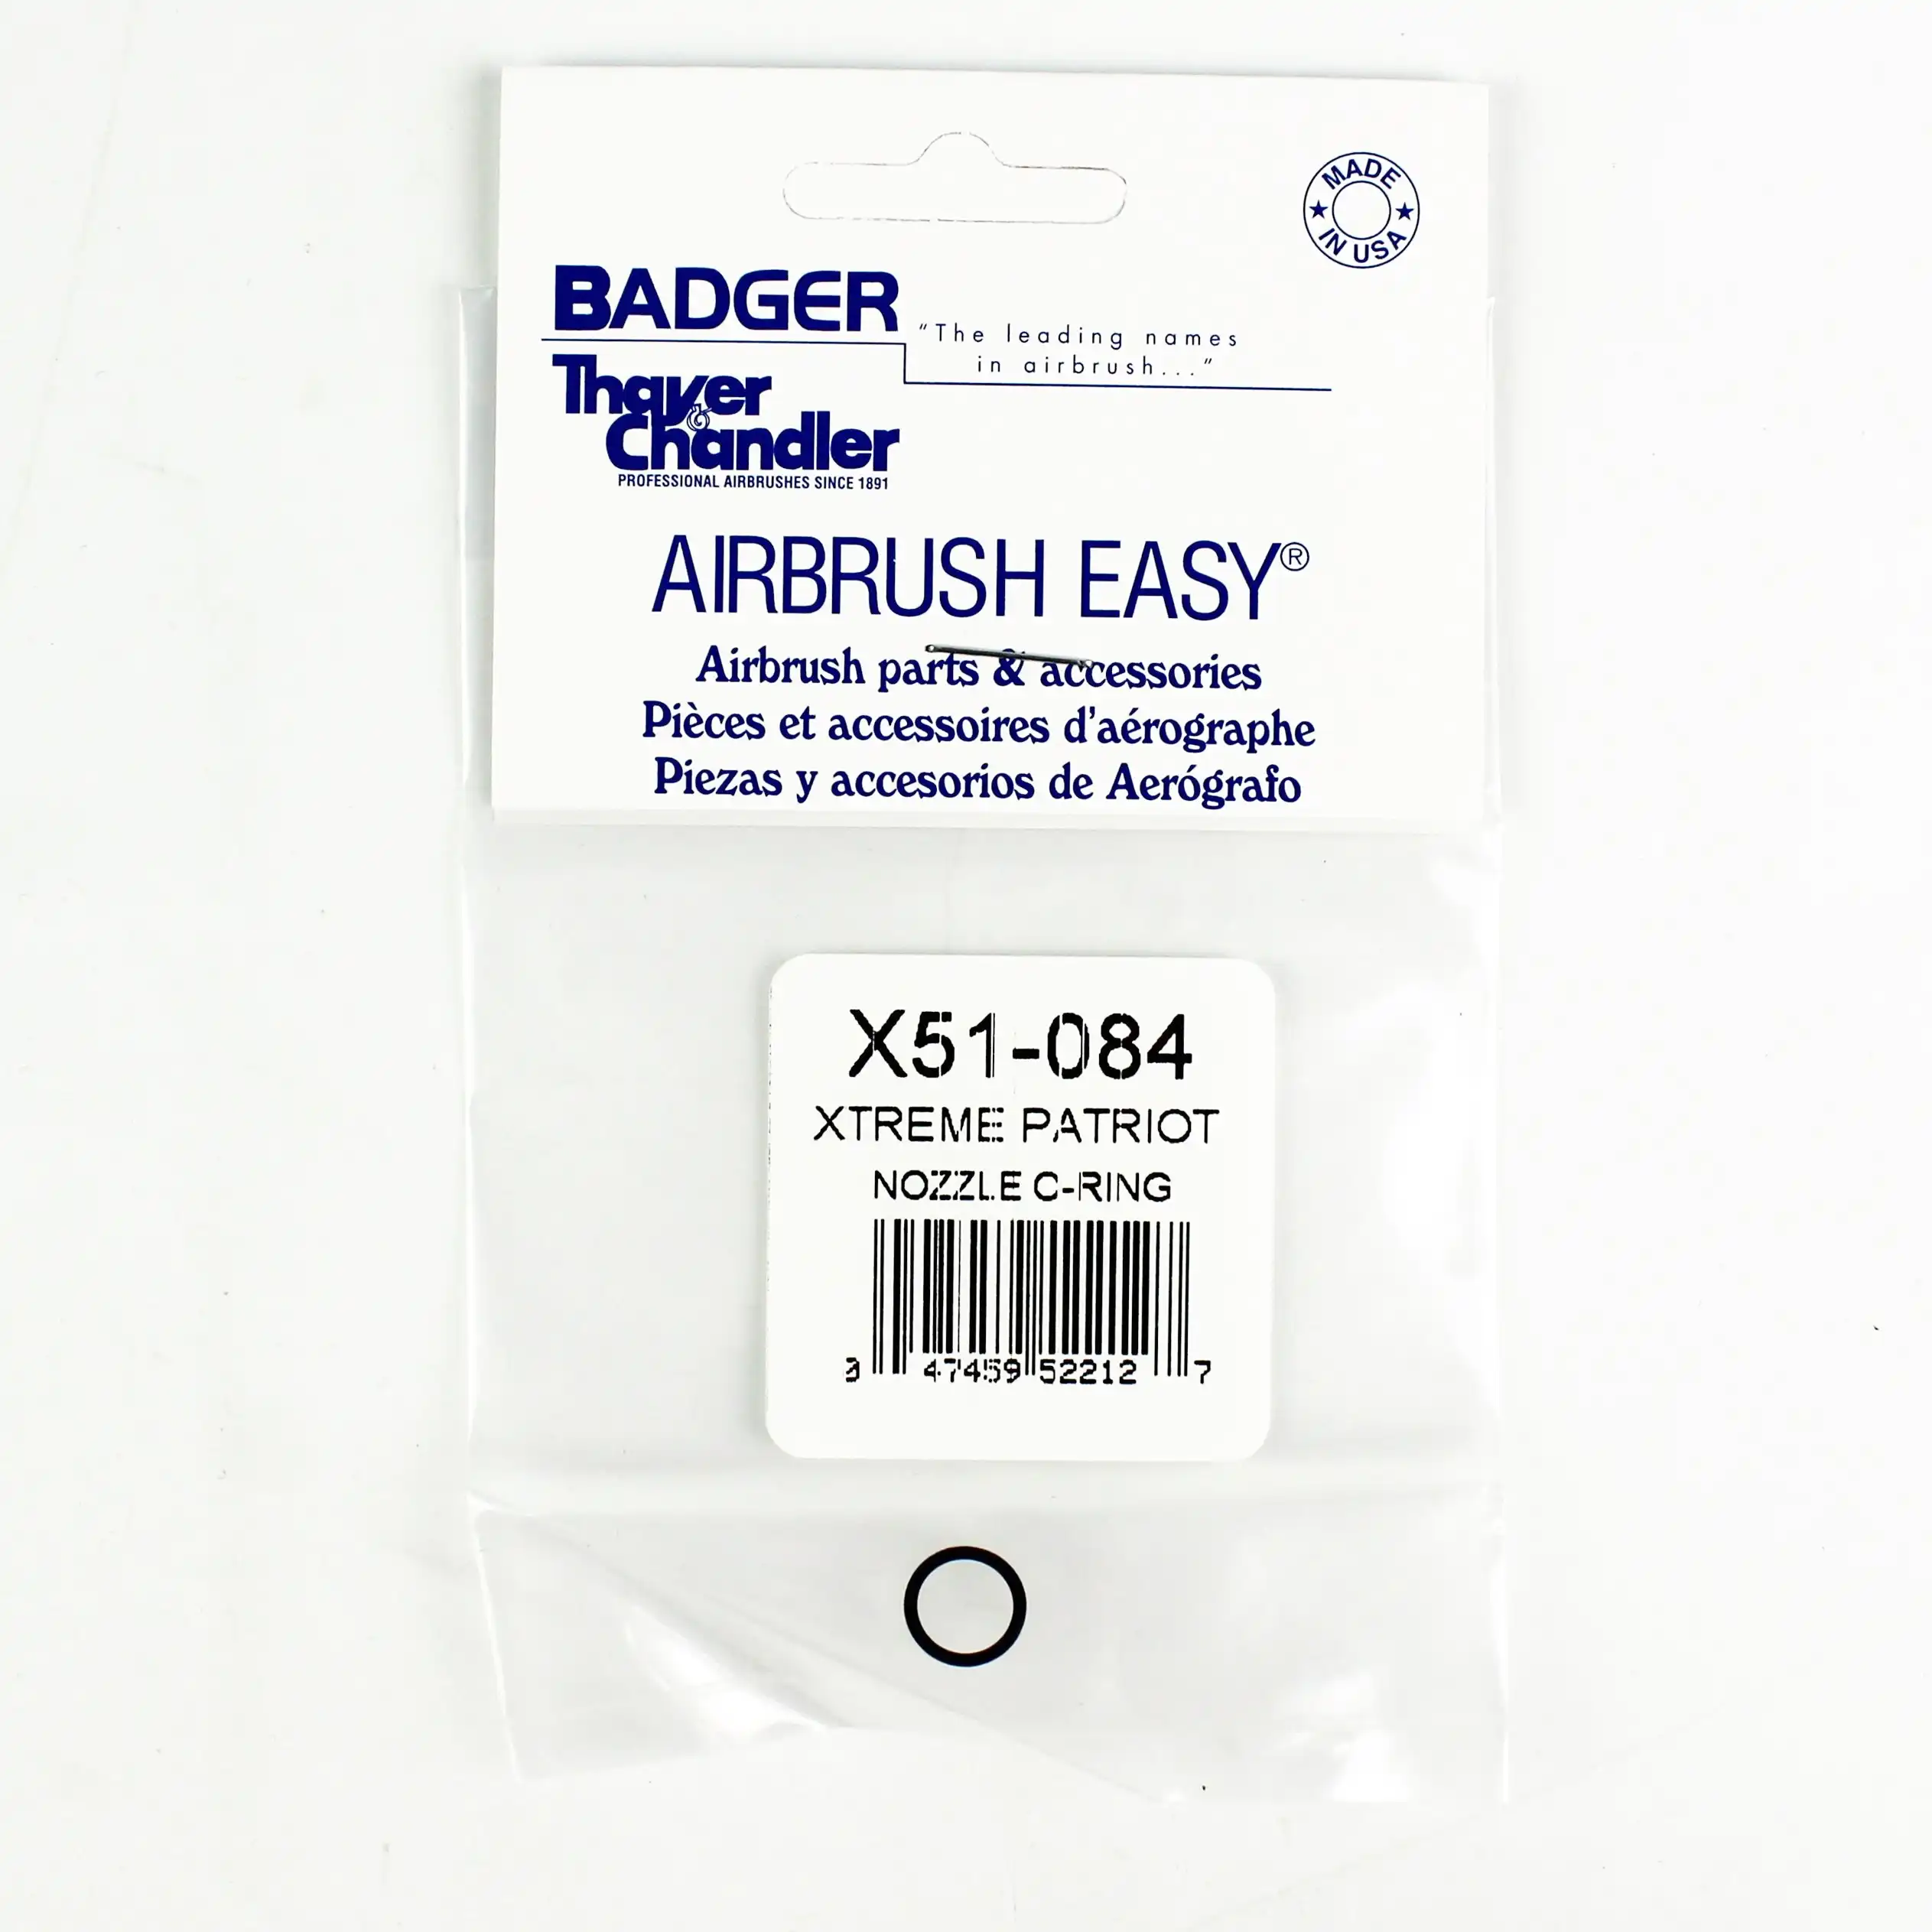 MADE
IN USA
BADGER
"The leading names
in airbrush..."
Thayer
&
Chandler
PROFESSIONAL AIRBRUSHES SINCE 1891
AIRBRUSH EASY®
Airbrush parts & accessories
Pièces et accessoires d'aérographe
Piezas y accesorios de Aerógrafo
X51-084
XTREME PATRIOT
NOZZLE C-RING
3 47459 52212 7